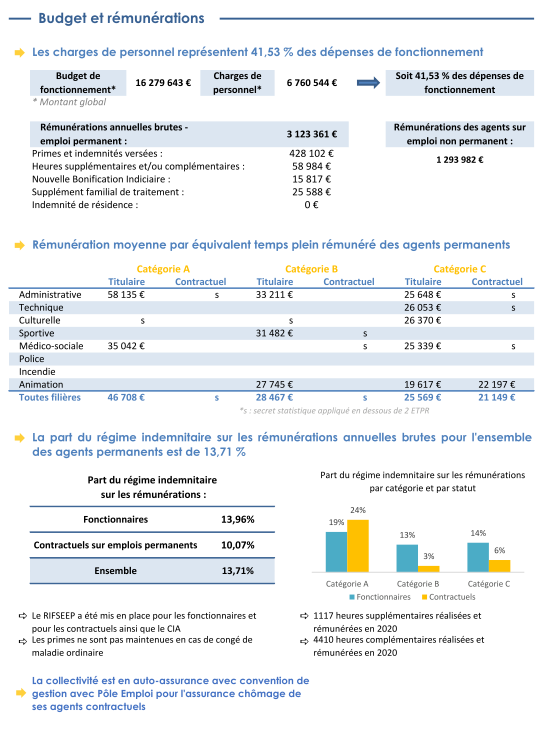 Budget et rémunérations
Les charges de personnel représentent 41,53 % des dépenses de fonctionnement
Budget de fonctionnement* 16 279 643 € Charges de personnel* 6 760 544 € Soit 41,53 % des dépenses de fonctionnement
* Montant global
Rémunérations annuelles brutes - emploi permanent : 3 123 361 €
Primes et indemnités versées : 428 102 €
Heures supplémentaires et/ou complémentaires : 58 984 €
Nouvelle Bonification Indiciaire : 15 817 €
Supplément familial de traitement : 25 588 €
Indemnité de résidence : 0 €
Rémunérations des agents sur emploi non permanent :
1 293 982 €
Rémunération moyenne par équivalent temps plein rémunéré des agents permanents
Catégorie A Catégorie B Catégorie C
Titulaire Contractuel Titulaire Contractuel Titulaire Contractuel
Administrative 58 135 € s 33 211 € 25 648 € s
Technique 26 053 € s
Culturelle s s 26 370 €
Sportive 31 482 € s
Médico-sociale 35 042 € s 25 339 € s
Police
Incendie
Animation 27 745 € 19 617 € 22 197 €
Toutes filières 46 708 € s 28 467 € s 25 569 € 21 149 €
*s : secret statistique appliqué en dessous de 2 ETPR
La part du régime indemnitaire sur les rémunérations annuelles brutes pour l'ensemble
des agents permanents est de 13,71 %
Part du régime indemnitaire
sur les rémunérations :
Fonctionnaires 13,96%
Contractuels sur emplois permanents 10,07%
Ensemble 13,71%
Part du régime indemnitaire sur les rémunérations
par catégorie et par statut
19% 24% 13% 3% 14% 6%
Catégorie A Catégorie B Catégorie C
Fonctionnaires Contractuels
Le RIFSEEP a été mis en place pour les fonctionnaires et
pour les contractuels ainsi que le CIA
Les primes ne sont pas maintenues en cas de congé de
maladie ordinaire
1117 heures supplémentaires réalisées et
rémunérées en 2020
4410 heures complémentaires réalisées et
rémunérées en 2020
La collectivité est en auto-assurance avec convention de
gestion avec Pôle Emploi pour l'assurance chômage de
ses agents contractuels